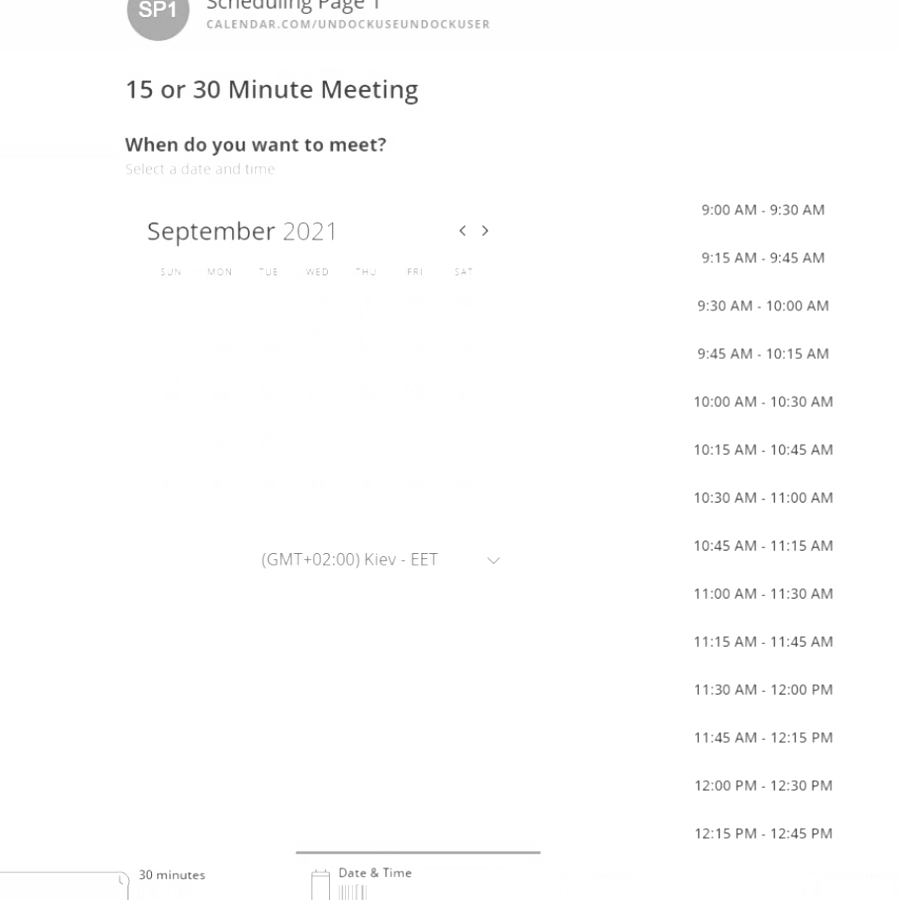 SP1
Scheduling Page 1
CALENDAR.COM/UNDOCKUSEUNDOCKUSER
15 or 30 Minute Meeting
When do you want to meet?
Select a date and time
September 2021
SUN MON TUE WED THU FRI SAT
(GMT+02:00) Kiev - EET
9:00 AM - 9:30 AM
9:15 AM - 9:45 AM
9:30 AM - 10:00 AM
9:45 AM - 10:15 AM
10:00 AM - 10:30 AM
10:15 AM - 10:45 AM
10:30 AM - 11:00 AM
10:45 AM - 11:15 AM
11:00 AM - 11:30 AM
11:15 AM - 11:45 AM
11:30 AM - 12:00 PM
11:45 AM - 12:15 PM
12:00 PM - 12:30 PM
12:15 PM - 12:45 PM
30 minutes
Date & Time